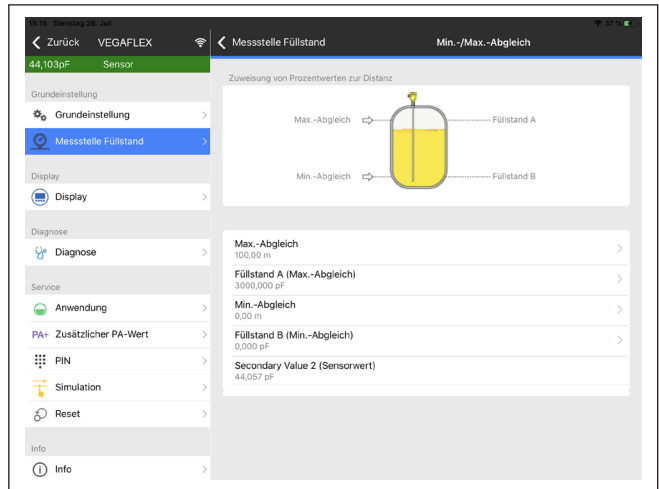 15:15 Dienstag 28. Juli
37 %
Zurück VEGAFLEX
Messstelle Füllstand
Min.-/Max.-Abgleich
44,103pF Sensor
Grundeinstellung
Grundeinstellung
Messstelle Füllstand
Display
Display
Diagnose
Diagnose
Service
Anwendung
PA+ Zusätzlicher PA-Wert
PIN
Simulation
Reset
Info
Info
Zuweisung von Prozentwerten zur Distanz
Max.-Abgleich
Füllstand A
Min.-Abgleich
Füllstand B
Max.-Abgleich
100,00 m
Füllstand A (Max.-Abgleich)
3000,000 pF
Min.-Abgleich
0,00 m
Füllstand B (Min.-Abgleich)
0,000 pF
Secondary Value 2 (Sensorwert)
44,057 pF